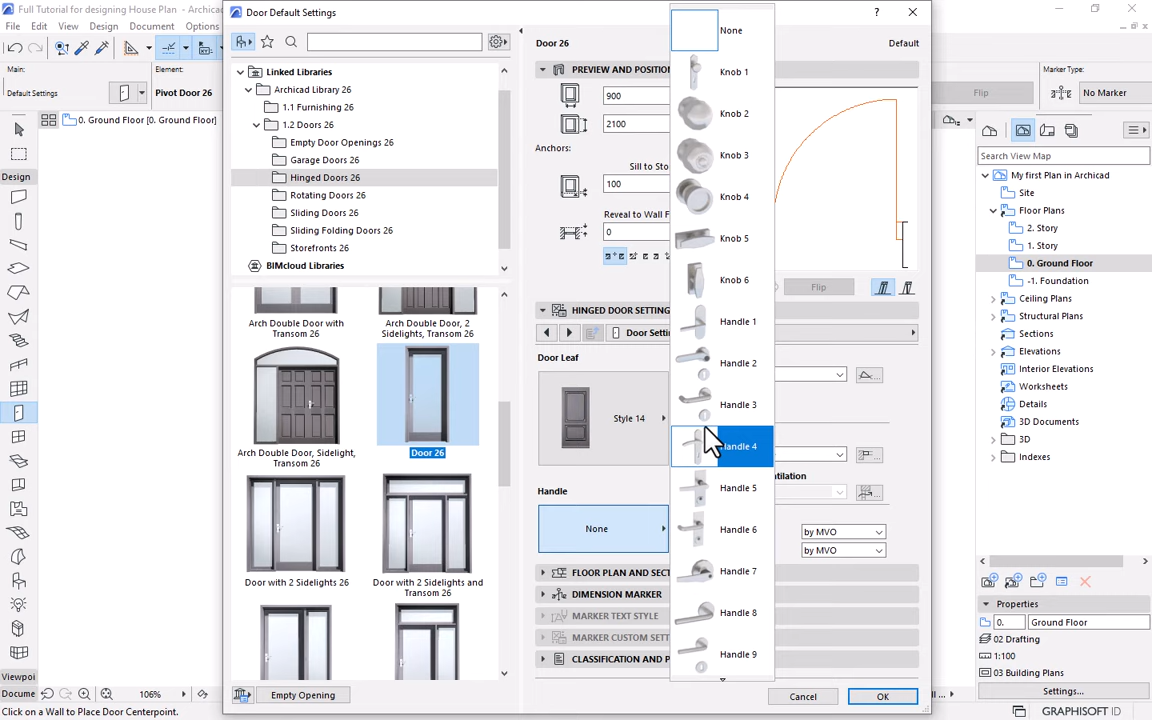 Full Tutorial for designing House Plan - Archicad
File Edit View Design Document Options
Main:
Default Settings
Element:
Pivot Door 26
0. Ground Floor [0. Ground Floor]
Design
Viewpoi
Docume
106%
Click on a Wall to Place Door Centerpoint.
Door Default Settings
?
Linked Libraries
Archicad Library 26
1.1 Furnishing 26
1.2 Doors 26
Empty Door Openings 26
Garage Doors 26
Hinged Doors 26
Rotating Doors 26
Sliding Doors 26
Sliding Folding Doors 26
Storefronts 26
BIMcloud Libraries
Arch Double Door with
Transom 26
Arch Double Door, 2
Sidelights, Transom 26
Arch Double Door, Sidelight,
Transom 26
Door 26
Door with 2 Sidelights 26
Door with 2 Sidelights and
Transom 26
Empty Opening
Door 26
Default
PREVIEW AND POSITION
900
2100
Anchors:
Sill to Sto
100
Reveal to Wall F
0
Flip
HINGED DOOR SETTING
Door Setti
Door Leaf
Style 14
Handle
None
ntilation
by MVO
by MVO
FLOOR PLAN AND SECT
DIMENSION MARKER
MARKER TEXT STYLE
MARKER CUSTOM SETT
CLASSIFICATION AND P
Cancel
OK
None
Knob 1
Knob 2
Knob 3
Knob 4
Knob 5
Knob 6
Handle 1
Handle 2
Handle 3
Handle 4
Handle 5
Handle 6
Handle 7
Handle 8
Handle 9
Flip
Marker Type:
No Marker
Search View Map
My first Plan in Archicad
Site
Floor Plans
2. Story
1. Story
0. Ground Floor
-1. Foundation
Ceiling Plans
Structural Plans
Sections
Elevations
Interior Elevations
Worksheets
Details
3D Documents
3D
Indexes
Properties
0. Ground Floor
02 Drafting
1:100
03 Building Plans
Settings...
ll ...
GRAPHISOFT ID